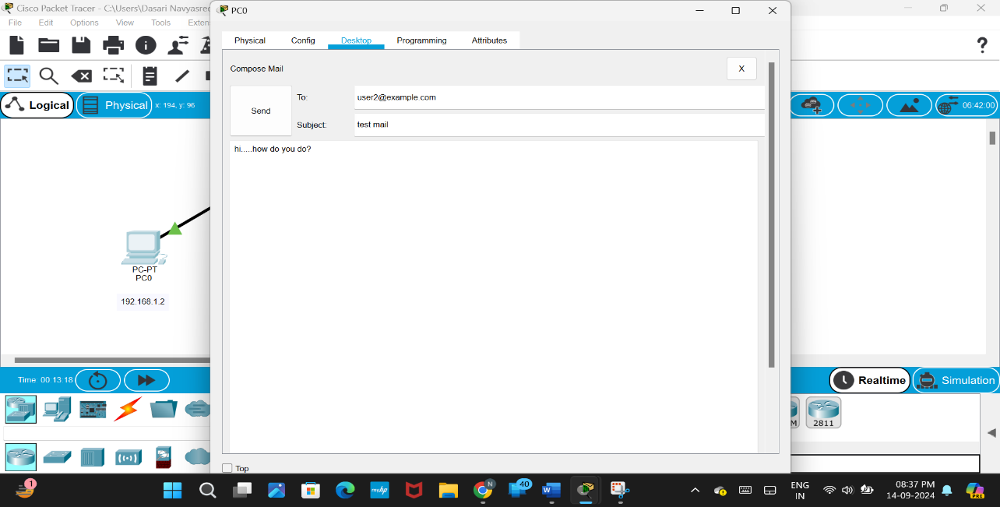 Cisco Packet Tracer - C:\Users\Dasari Navyasree
PC0
File Edit Options View Tools Exten
Physical Config Desktop Programming Attributes
Compose Mail
X
Send
To: user2@example.com
Subject: test mail
Logical
Physical
x: 194, y: 96
06:42:00
hi.....how do you do?
PC-PT
PC0
192.168.1.2
Time: 00:13:18
Realtime
Simulation
M
2811
Top
1
myhp
N
40
W
ENG
IN
08:37 PM
14-09-2024
PRE